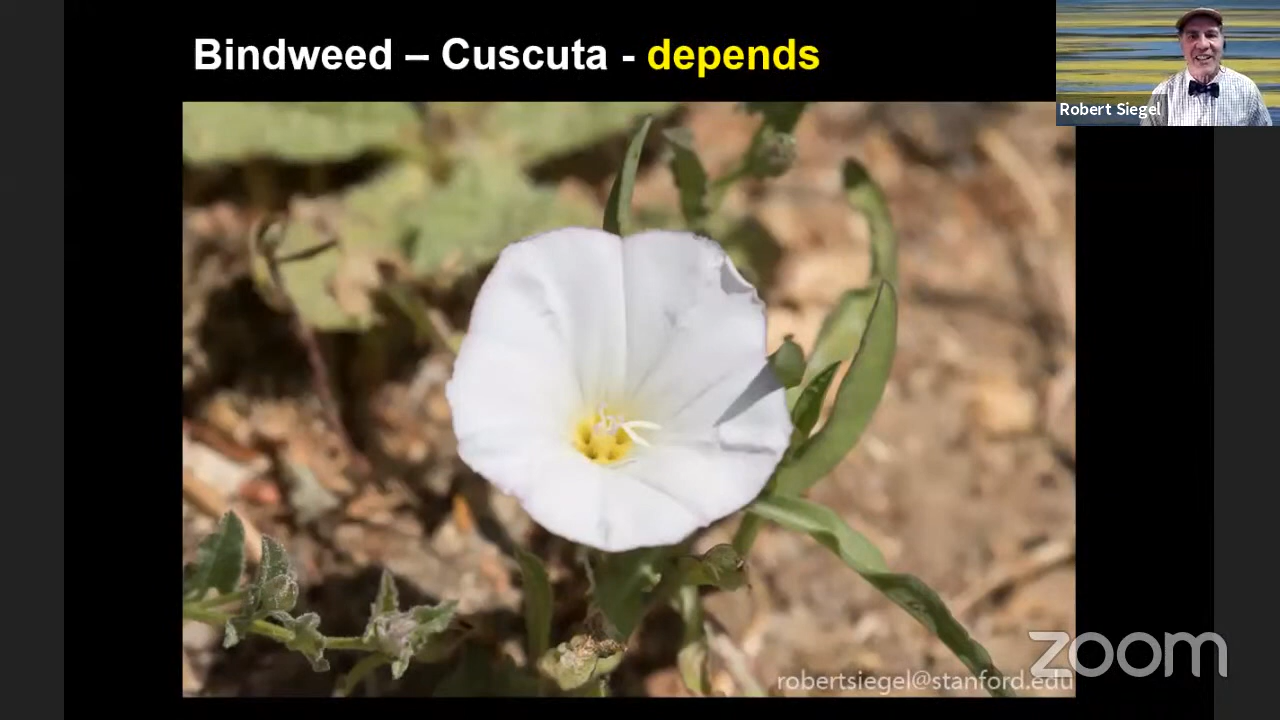 Bindweed – Cuscuta - depends
Robert Siegel
robertsiegel@stanford.edu
zoom